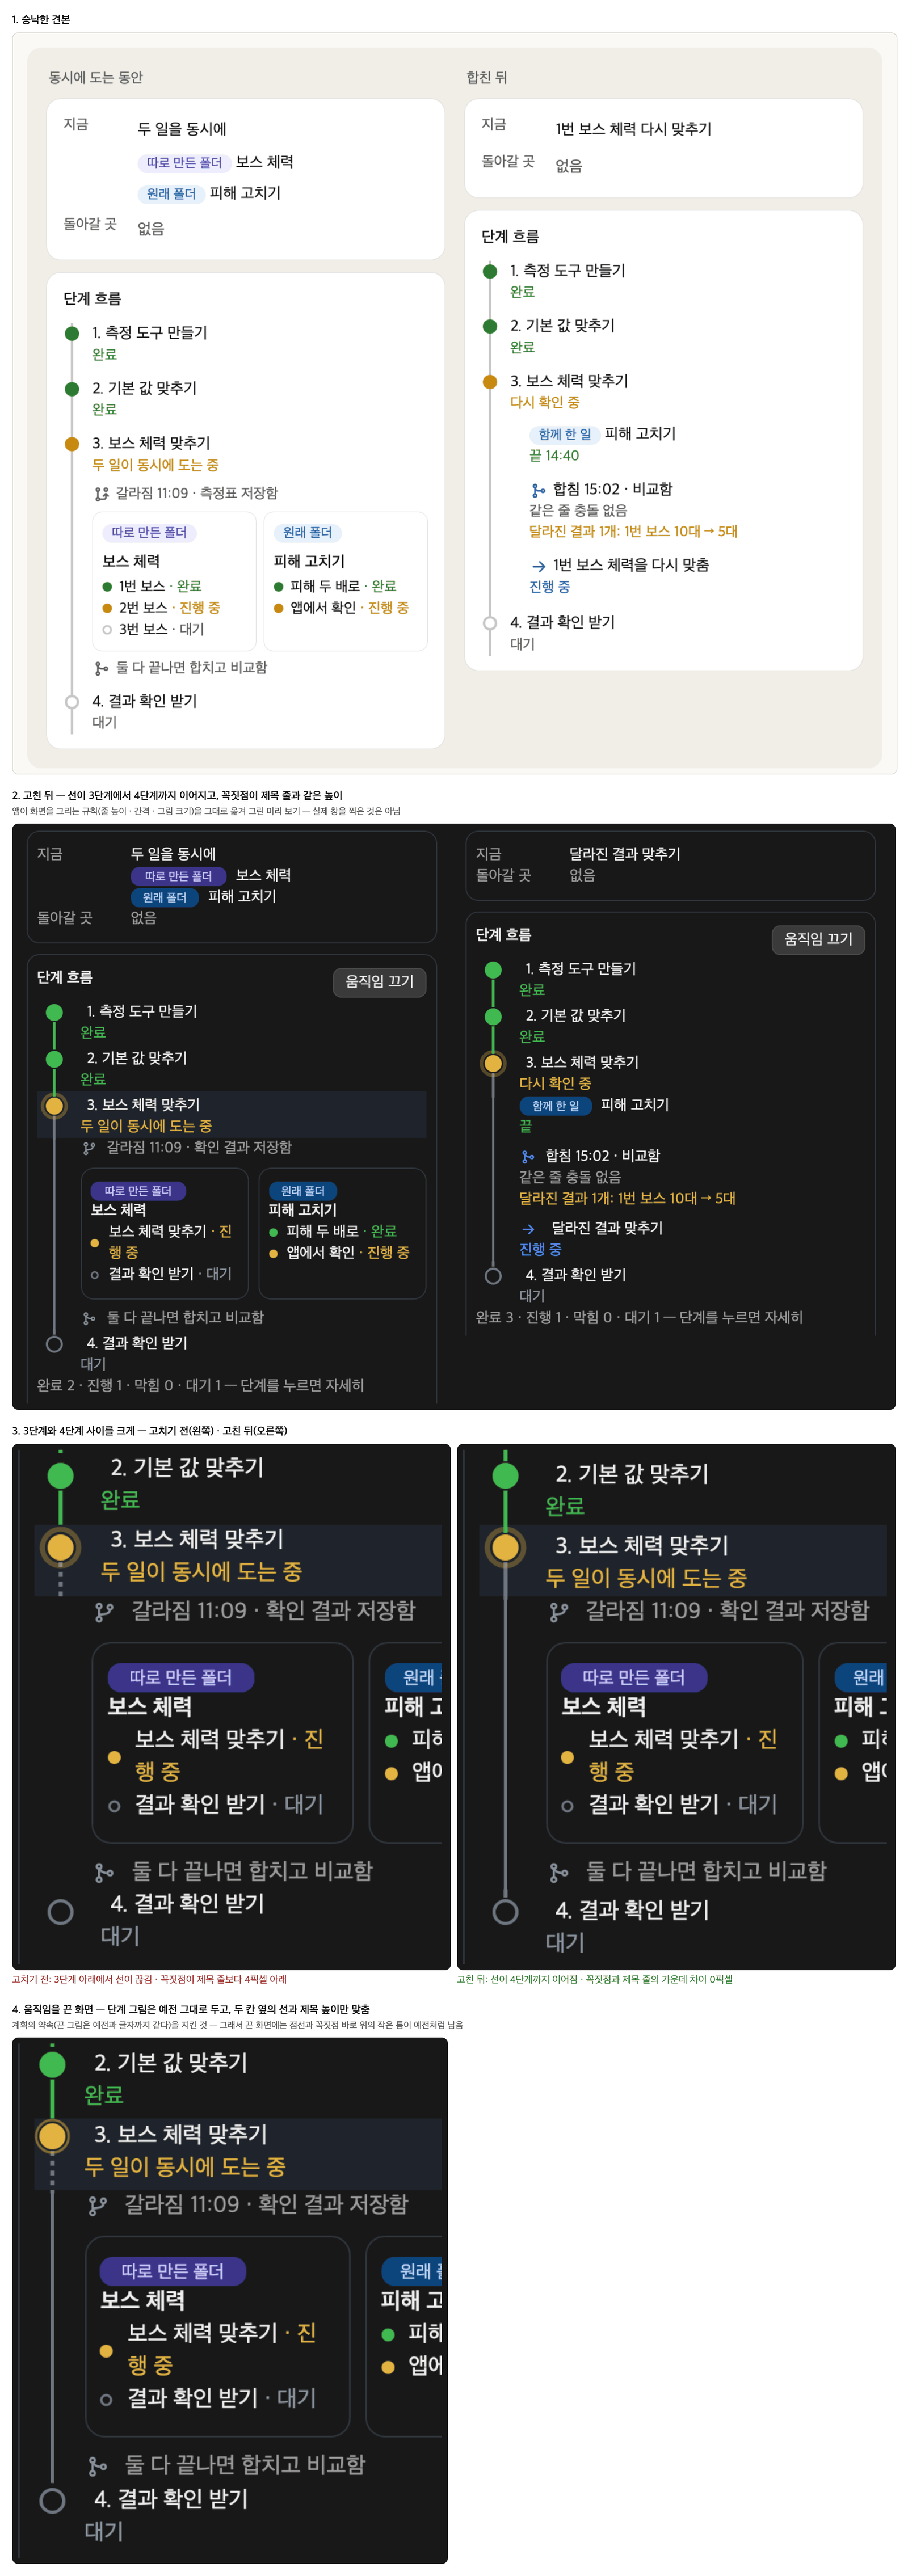 1. 승낙한 견본
동시에 도는 동안
지금
두 일을 동시에
따로 만든 폴더 보스 체력
원래 폴더 피해 고치기
돌아갈 곳
없음
단계 흐름
1. 측정 도구 만들기
완료
2. 기본 값 맞추기
완료
3. 보스 체력 맞추기
두 일이 동시에 도는 중
갈라짐 11:09 · 측정표 저장함
따로 만든 폴더
보스 체력
1번 보스 · 완료
2번 보스 · 진행 중
3번 보스 · 대기
원래 폴더
피해 고치기
피해 두 배로 · 완료
앱에서 확인 · 진행 중
둘 다 끝나면 합치고 비교함
4. 결과 확인 받기
대기
합친 뒤
지금
1번 보스 체력 다시 맞추기
돌아갈 곳
없음
단계 흐름
1. 측정 도구 만들기
완료
2. 기본 값 맞추기
완료
3. 보스 체력 맞추기
다시 확인 중
함께 한 일 피해 고치기
끝 14:40
합침 15:02 · 비교함
같은 줄 충돌 없음
달라진 결과 1개: 1번 보스 10대 → 5대
→ 1번 보스 체력을 다시 맞춤
진행 중
4. 결과 확인 받기
대기
2. 고친 뒤 — 선이 3단계에서 4단계까지 이어지고, 꼭짓점이 제목 줄과 같은 높이
앱이 화면을 그리는 규칙(줄 높이 · 간격 · 그림 크기)을 그대로 옮겨 그린 미리 보기 — 실제 창을 찍은 것은 아님
지금
두 일을 동시에
따로 만든 폴더 보스 체력
원래 폴더 피해 고치기
돌아갈 곳
없음
단계 흐름
움직임 끄기
1. 측정 도구 만들기
완료
2. 기본 값 맞추기
완료
3. 보스 체력 맞추기
두 일이 동시에 도는 중
갈라짐 11:09 · 확인 결과 저장함
따로 만든 폴더
보스 체력
보스 체력 맞추기 · 진
행 중
결과 확인 받기 · 대기
원래 폴더
피해 고치기
피해 두 배로 · 완료
앱에서 확인 · 진행 중
둘 다 끝나면 합치고 비교함
4. 결과 확인 받기
대기
완료 2 · 진행 1 · 막힘 0 · 대기 1 — 단계를 누르면 자세히
지금
달라진 결과 맞추기
돌아갈 곳
없음
단계 흐름
움직임 끄기
1. 측정 도구 만들기
완료
2. 기본 값 맞추기
완료
3. 보스 체력 맞추기
다시 확인 중
함께 한 일 피해 고치기
끝
합침 15:02 · 비교함
같은 줄 충돌 없음
달라진 결과 1개: 1번 보스 10대 → 5대
→ 달라진 결과 맞추기
진행 중
4. 결과 확인 받기
대기
완료 3 · 진행 1 · 막힘 0 · 대기 1 — 단계를 누르면 자세히
3. 3단계와 4단계 사이를 크게 — 고치기 전(왼쪽) · 고친 뒤(오른쪽)
2. 기본 값 맞추기
완료
3. 보스 체력 맞추기
두 일이 동시에 도는 중
갈라짐 11:09 · 확인 결과 저장함
따로 만든 폴더
보스 체력
보스 체력 맞추기 · 진
행 중
결과 확인 받기 · 대기
원래
피해
피해
앱에
둘 다 끝나면 합치고 비교함
4. 결과 확인 받기
대기
고치기 전: 3단계 아래에서 선이 끊김 · 꼭짓점이 제목 줄보다 4픽셀 아래
2. 기본 값 맞추기
완료
3. 보스 체력 맞추기
두 일이 동시에 도는 중
갈라짐 11:09 · 확인 결과 저장함
따로 만든 폴더
보스 체력
보스 체력 맞추기 · 진
행 중
결과 확인 받기 · 대기
원래
피해
피해
앱에
둘 다 끝나면 합치고 비교함
4. 결과 확인 받기
대기
고친 뒤: 선이 4단계까지 이어짐 · 꼭짓점과 제목 줄의 가운데 차이 0픽셀
4. 움직임을 끈 화면 — 단계 그림은 예전 그대로 두고, 두 칸 옆의 선과 제목 높이만 맞춤
계획의 약속(끈 그림은 예전과 글자까지 같다)을 지킨 것 — 그래서 끈 화면에는 점선과 꼭짓점 바로 위의 작은 틈이 예전처럼 남음
2. 기본 값 맞추기
완료
3. 보스 체력 맞추기
두 일이 동시에 도는 중
갈라짐 11:09 · 확인 결과 저장함
따로 만든 폴더
보스 체력
보스 체력 맞추기 · 진
행 중
결과 확인 받기 · 대기
원래
피해 고
피해
앱에
둘 다 끝나면 합치고 비교함
4. 결과 확인 받기
대기